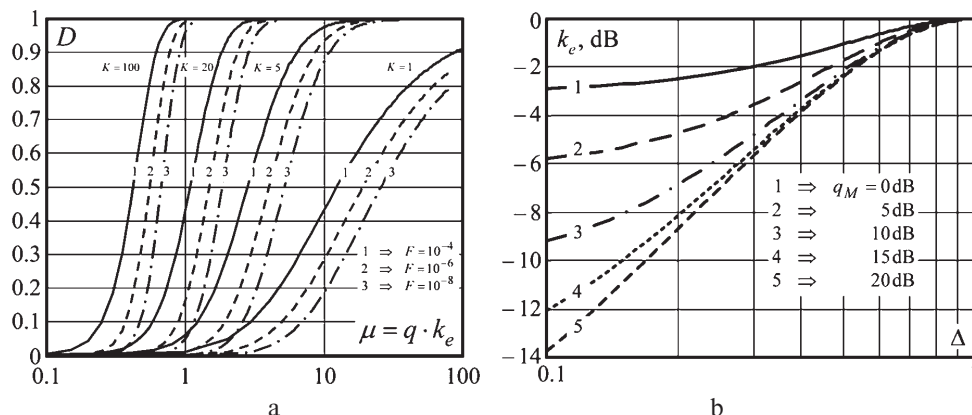 D
1
0.9
0.8
0.7
0.6
0.5
0.4
0.3
0.2
0.1
0
K = 100
K = 20
K = 5
K = 1
1 2 3
1 2 3
1 2 3
1 2 3
1 ⇒ F = 10⁻⁴
2 ⇒ F = 10⁻⁶
3 ⇒ F = 10⁻⁸
μ = q · kₑ
0.1 1 10 100
a
kₑ, dB
0
−2
−4
−6
−8
−10
−12
−14
1
2
3
4
5
1 ⇒ q_M = 0 dB
2 ⇒ 5 dB
3 ⇒ 10 dB
4 ⇒ 15 dB
5 ⇒ 20 dB
Δ
0.1
b